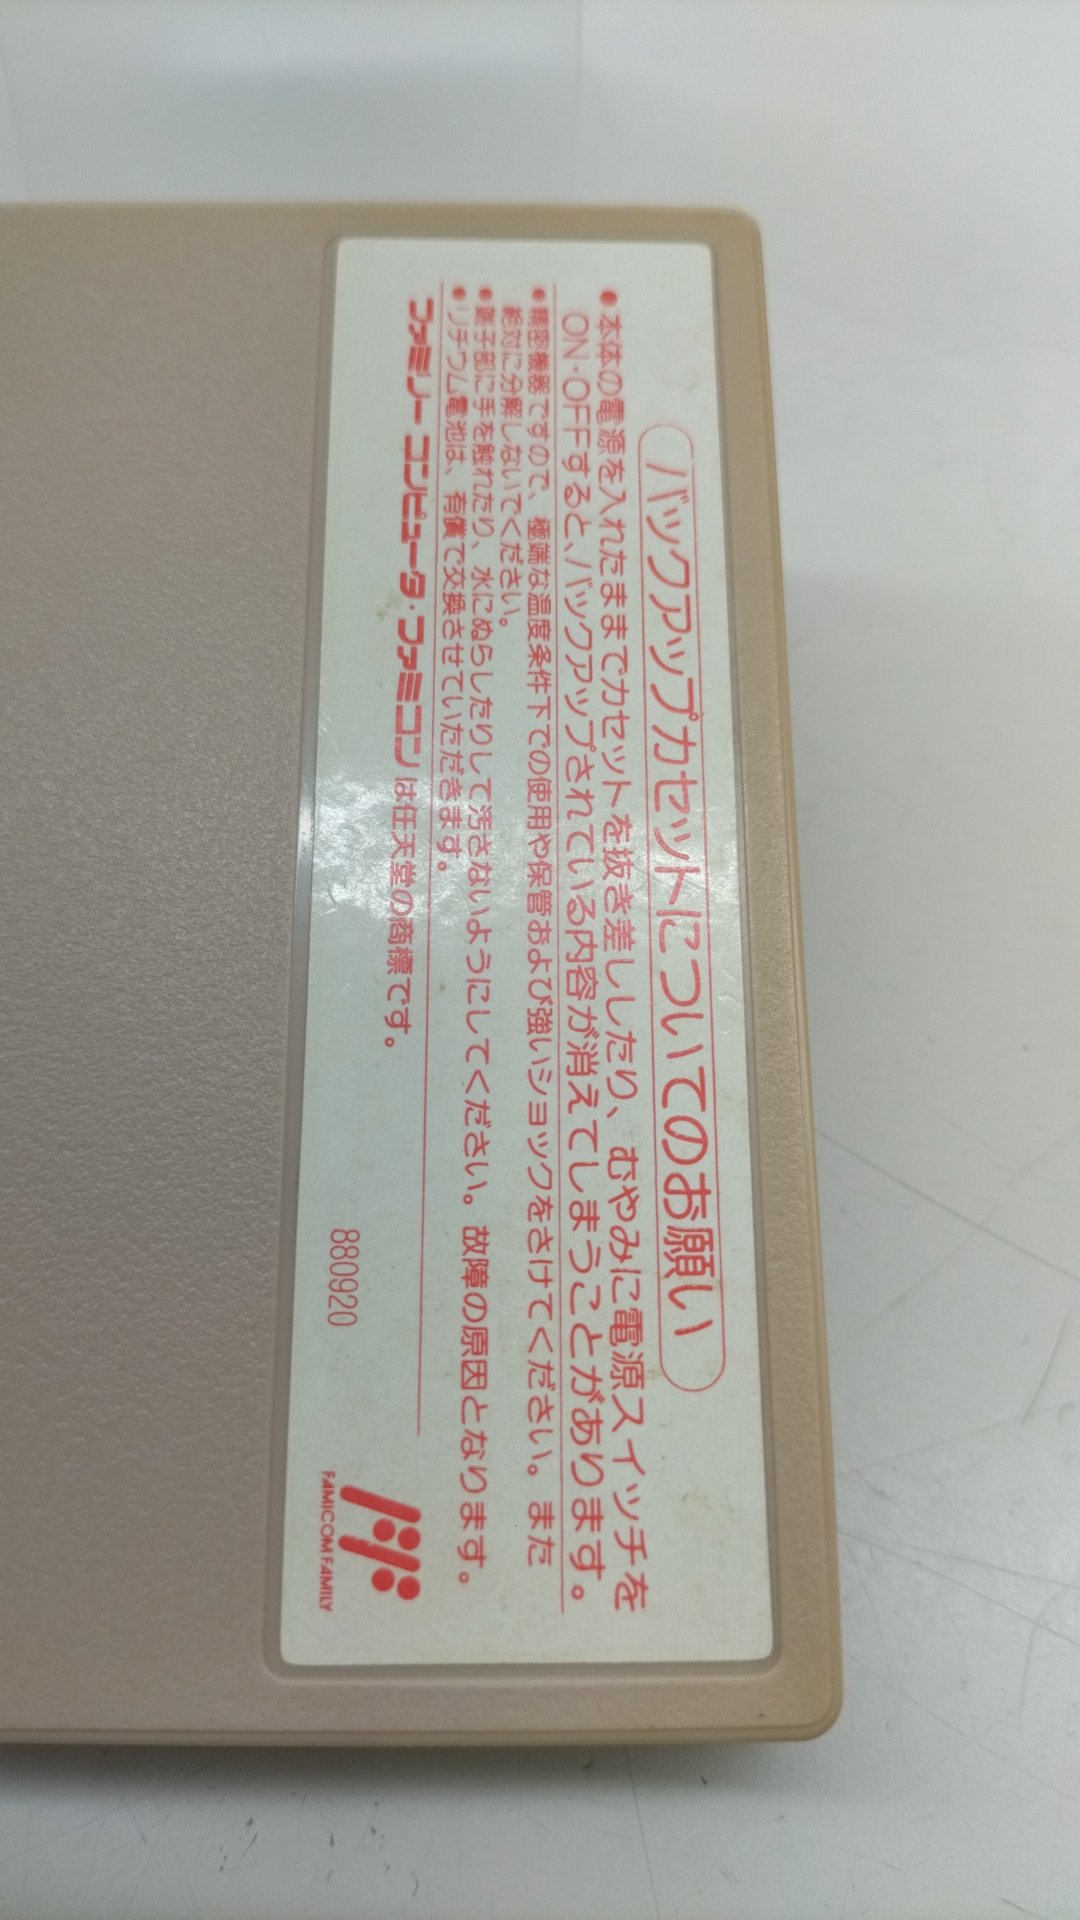 バックアップカセットについてのお願い
●本体の電源を入れたままでカセットを抜き差ししたり、むやみに電源スイッチを
ON・OFFすると、バックアップされている内容が消えてしまうことがあります。
●精密機器ですので、極端な温度条件下での使用や保管および強いショックをさけてください。また
絶対に分解しないでください。
●端子部に手を触れたり、水にぬらしたりして汚さないようにしてください。故障の原因となります。
●リチウム電池は、有償で交換させていただきます。
ファミリーコンピュータ・ファミコンは任天堂の商標です。
880920
FAMICOM FAMILY